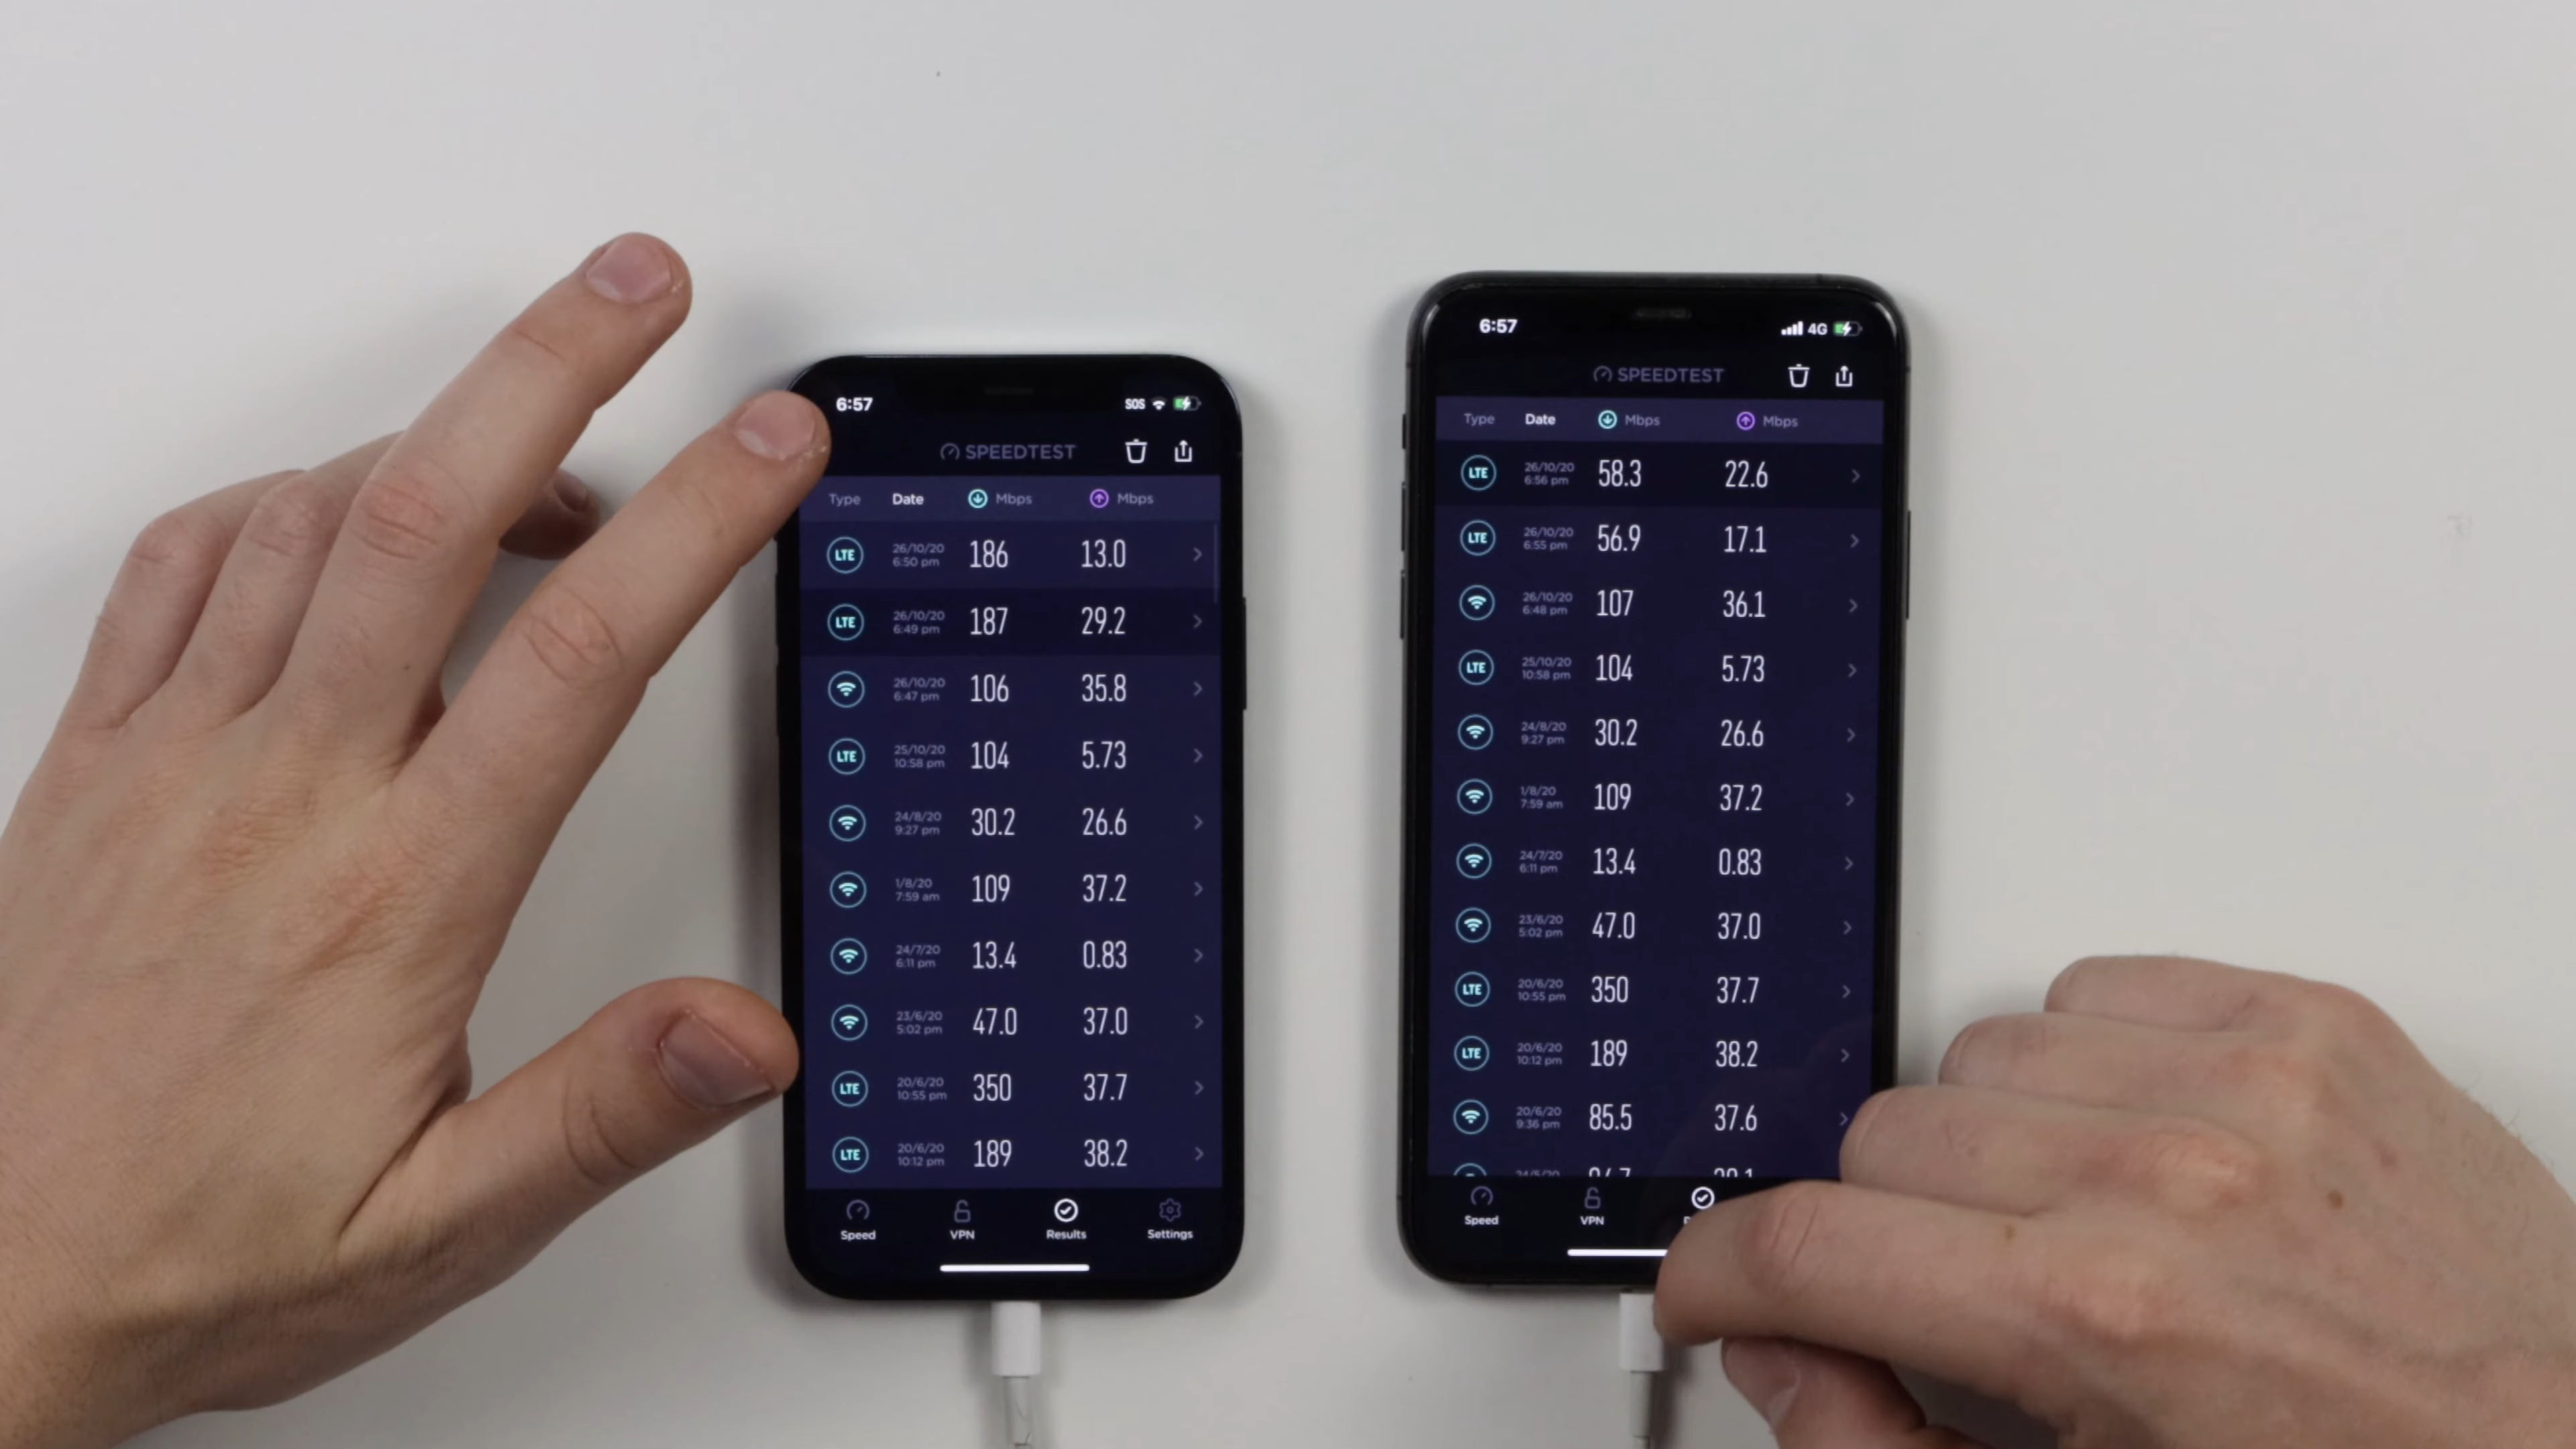 6:57 SOS
SPEEDTEST
Type Date Mbps Mbps
LTE 26/10/20 6:50 pm 186 13.0
LTE 26/10/20 6:49 pm 187 29.2
26/10/20 6:47 pm 106 35.8
LTE 25/10/20 10:58 pm 104 5.73
24/8/20 9:27 pm 30.2 26.6
1/8/20 7:59 am 109 37.2
24/7/20 6:11 pm 13.4 0.83
23/6/20 5:02 pm 47.0 37.0
LTE 20/6/20 10:55 pm 350 37.7
LTE 20/6/20 10:12 pm 189 38.2
Speed VPN Results Settings
6:57 4G
SPEEDTEST
Type Date Mbps Mbps
LTE 26/10/20 6:56 pm 58.3 22.6
LTE 26/10/20 6:55 pm 56.9 17.1
26/10/20 6:48 pm 107 36.1
LTE 25/10/20 10:58 pm 104 5.73
24/8/20 9:27 pm 30.2 26.6
1/8/20 7:59 am 109 37.2
24/7/20 6:11 pm 13.4 0.83
23/6/20 5:02 pm 47.0 37.0
LTE 20/6/20 10:55 pm 350 37.7
LTE 20/6/20 10:12 pm 189 38.2
20/6/20 9:36 pm 85.5 37.6
Speed VPN